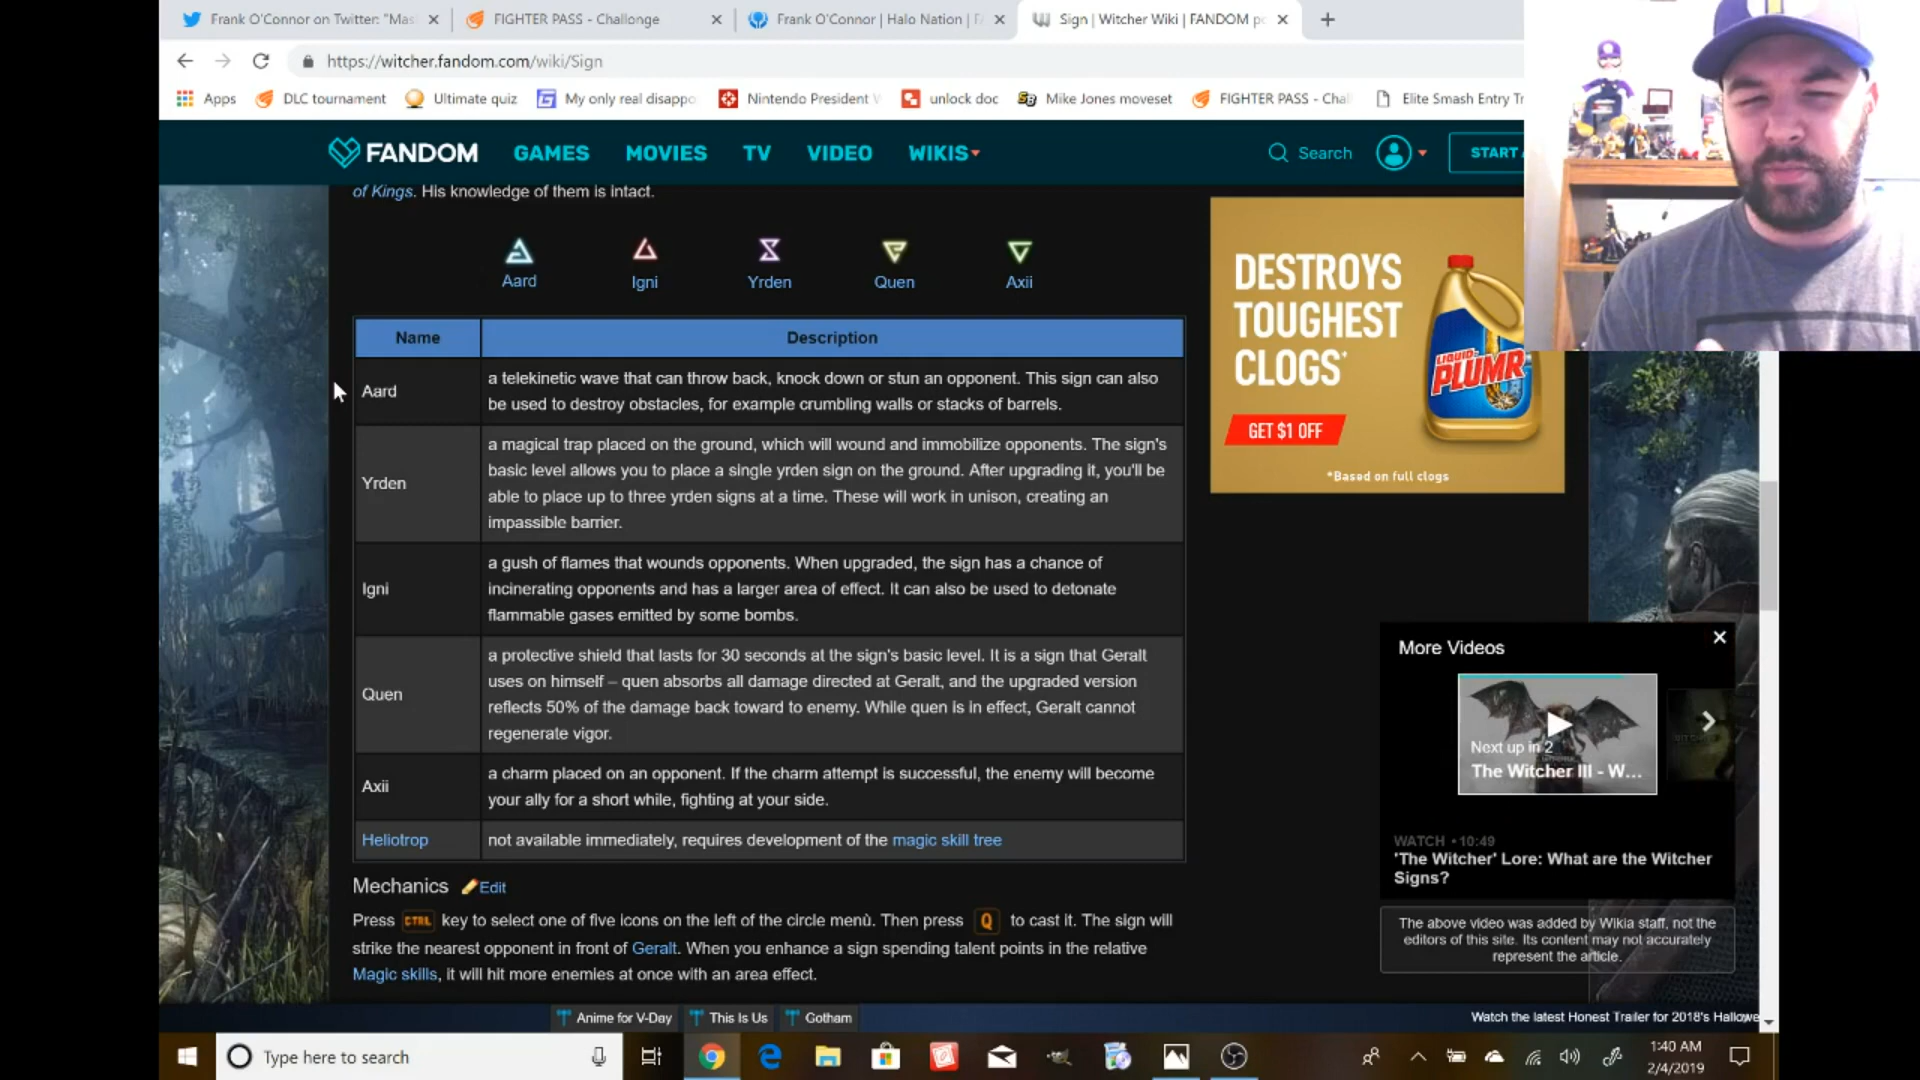 Frank O'Connor on Twitter: "Mas
FIGHTER PASS - Challonge
Frank O'Connor | Halo Nation |
Sign | Witcher Wiki | FANDOM po
https://witcher.fandom.com/wiki/Sign
Apps
DLC tournament
Ultimate quiz
My only real disappo
Nintendo President
unlock doc
Mike Jones moveset
FIGHTER PASS - Chal
Elite Smash Entry Tr
FANDOM
GAMES
MOVIES
TV
VIDEO
WIKIS
Search
START
of Kings. His knowledge of them is intact.
Aard
Igni
Yrden
Quen
Axii
Name
Description
Aard
a telekinetic wave that can throw back, knock down or stun an opponent. This sign can also
be used to destroy obstacles, for example crumbling walls or stacks of barrels.
Yrden
a magical trap placed on the ground, which will wound and immobilize opponents. The sign's
basic level allows you to place a single yrden sign on the ground. After upgrading it, you'll be
able to place up to three yrden signs at a time. These will work in unison, creating an
impassible barrier.
Igni
a gush of flames that wounds opponents. When upgraded, the sign has a chance of
incinerating opponents and has a larger area of effect. It can also be used to detonate
flammable gases emitted by some bombs.
Quen
a protective shield that lasts for 30 seconds at the sign's basic level. It is a sign that Geralt
uses on himself – quen absorbs all damage directed at Geralt, and the upgraded version
reflects 50% of the damage back toward to enemy. While quen is in effect, Geralt cannot
regenerate vigor.
Axii
a charm placed on an opponent. If the charm attempt is successful, the enemy will become
your ally for a short while, fighting at your side.
Heliotrop
not available immediately, requires development of the magic skill tree
Mechanics
Edit
Press CTRL key to select one of five icons on the left of the circle menù. Then press Q to cast it. The sign will
strike the nearest opponent in front of Geralt. When you enhance a sign spending talent points in the relative
Magic skills, it will hit more enemies at once with an area effect.
DESTROYS
TOUGHEST
CLOGS*
LIQUID-PLUMR
GET $1 OFF
*Based on full clogs
More Videos
Next up in 2
The Witcher III - W...
WATCH • 10:49
'The Witcher' Lore: What are the Witcher
Signs?
The above video was added by Wikia staff, not the
editors of this site. Its content may not accurately
represent the article.
Anime for V-Day
This Is Us
Gotham
Watch the latest Honest Trailer for 2018's Hallowe
Type here to search
1:40 AM
2/4/2019